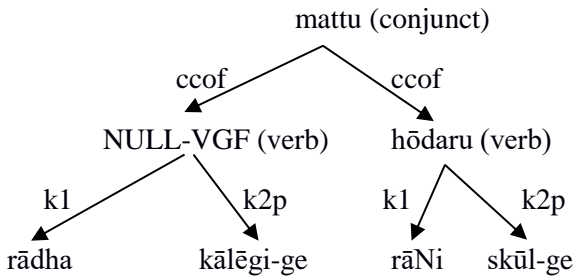 mattu (conjunct)
ccof ccof
NULL-VGF (verb) hōdaru (verb)
k1 k2p k1 k2p
rādha kālēgi-ge rāNi skūl-ge